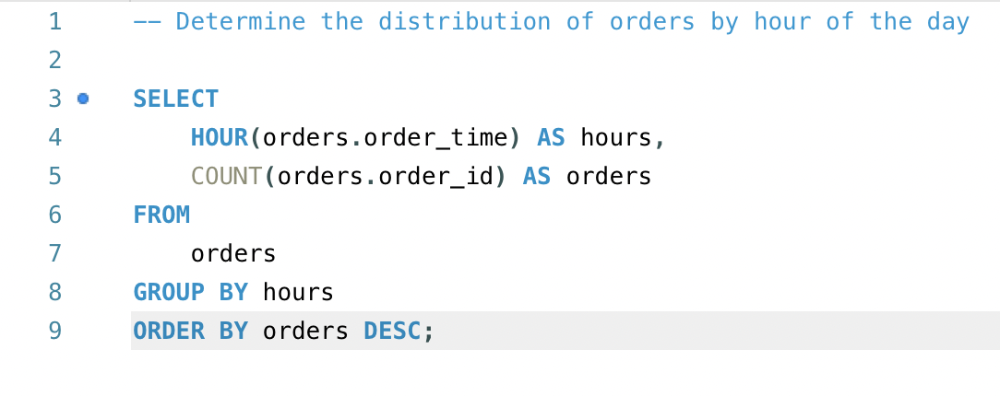 1 -- Determine the distribution of orders by hour of the day
2
3 SELECT
4 HOUR(orders.order_time) AS hours,
5 COUNT(orders.order_id) AS orders
6 FROM
7 orders
8 GROUP BY hours
9 ORDER BY orders DESC;